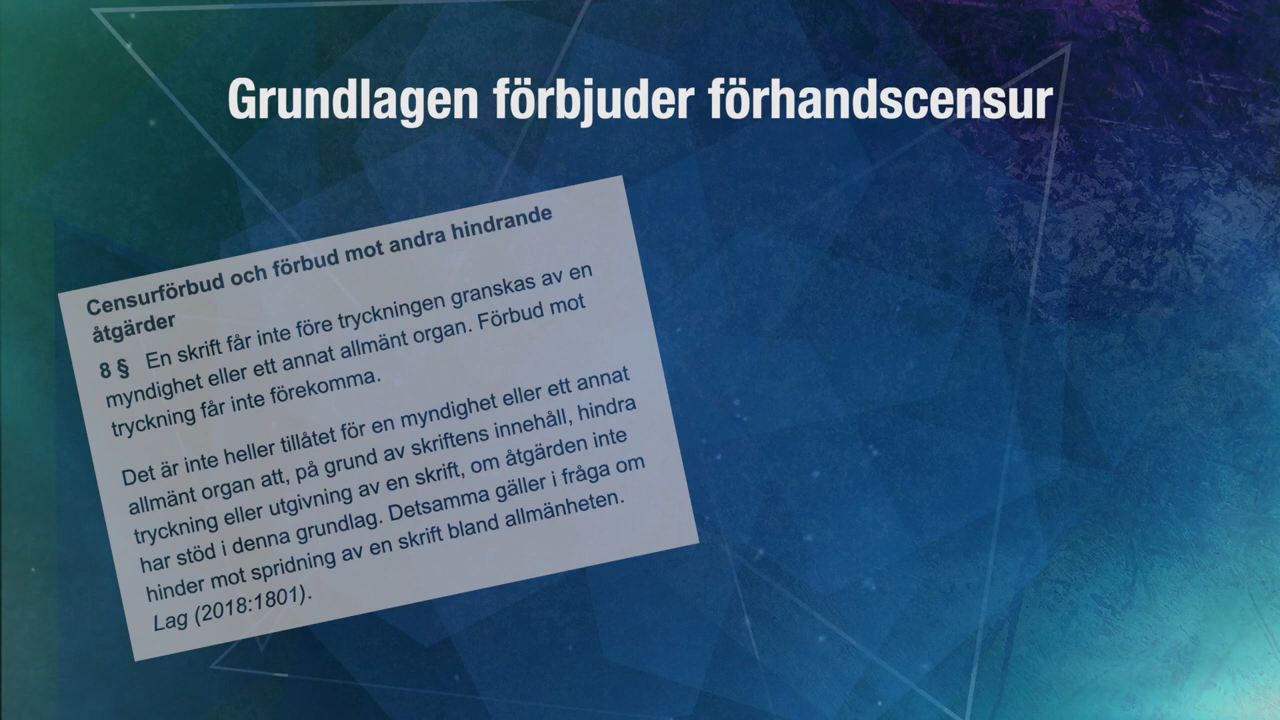 Grundlagen förbjuder förhandscensur
Censurförbud och förbud mot andra hindrande
åtgärder
8 § En skrift får inte före tryckningen granskas av en
myndighet eller ett annat allmänt organ. Förbud mot
tryckning får inte förekomma.
Det är inte heller tillåtet för en myndighet eller ett annat
allmänt organ att, på grund av skriftens innehåll, hindra
tryckning eller utgivning av en skrift, om åtgärden inte
har stöd i denna grundlag. Detsamma gäller i fråga om
hinder mot spridning av en skrift bland allmänheten.
Lag (2018:1801).